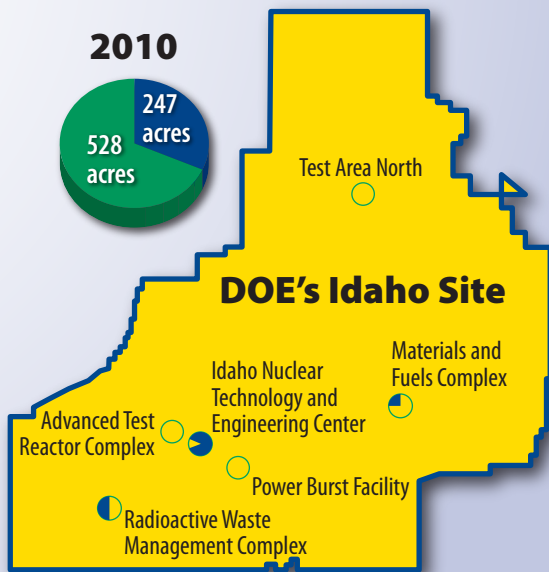 2010
247
acres
528
acres
Test Area North
DOE's Idaho Site
Materials and
Fuels Complex
Idaho Nuclear
Technology and
Engineering Center
Advanced Test
Reactor Complex
Power Burst Facility
Radioactive Waste
Management Complex